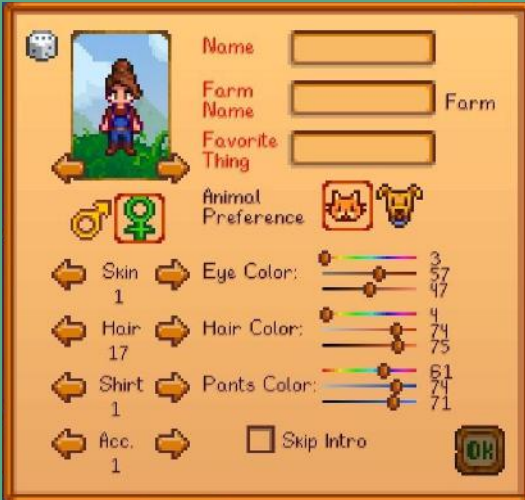 Name
Farm
Name
Farm
Favorite
Thing
Animal
Preference
Skin
1
Eye Color:
3
57
47
Hair
17
Hair Color:
4
74
75
Shirt
1
Pants Color:
61
74
71
Acc.
1
Skip Intro
OK